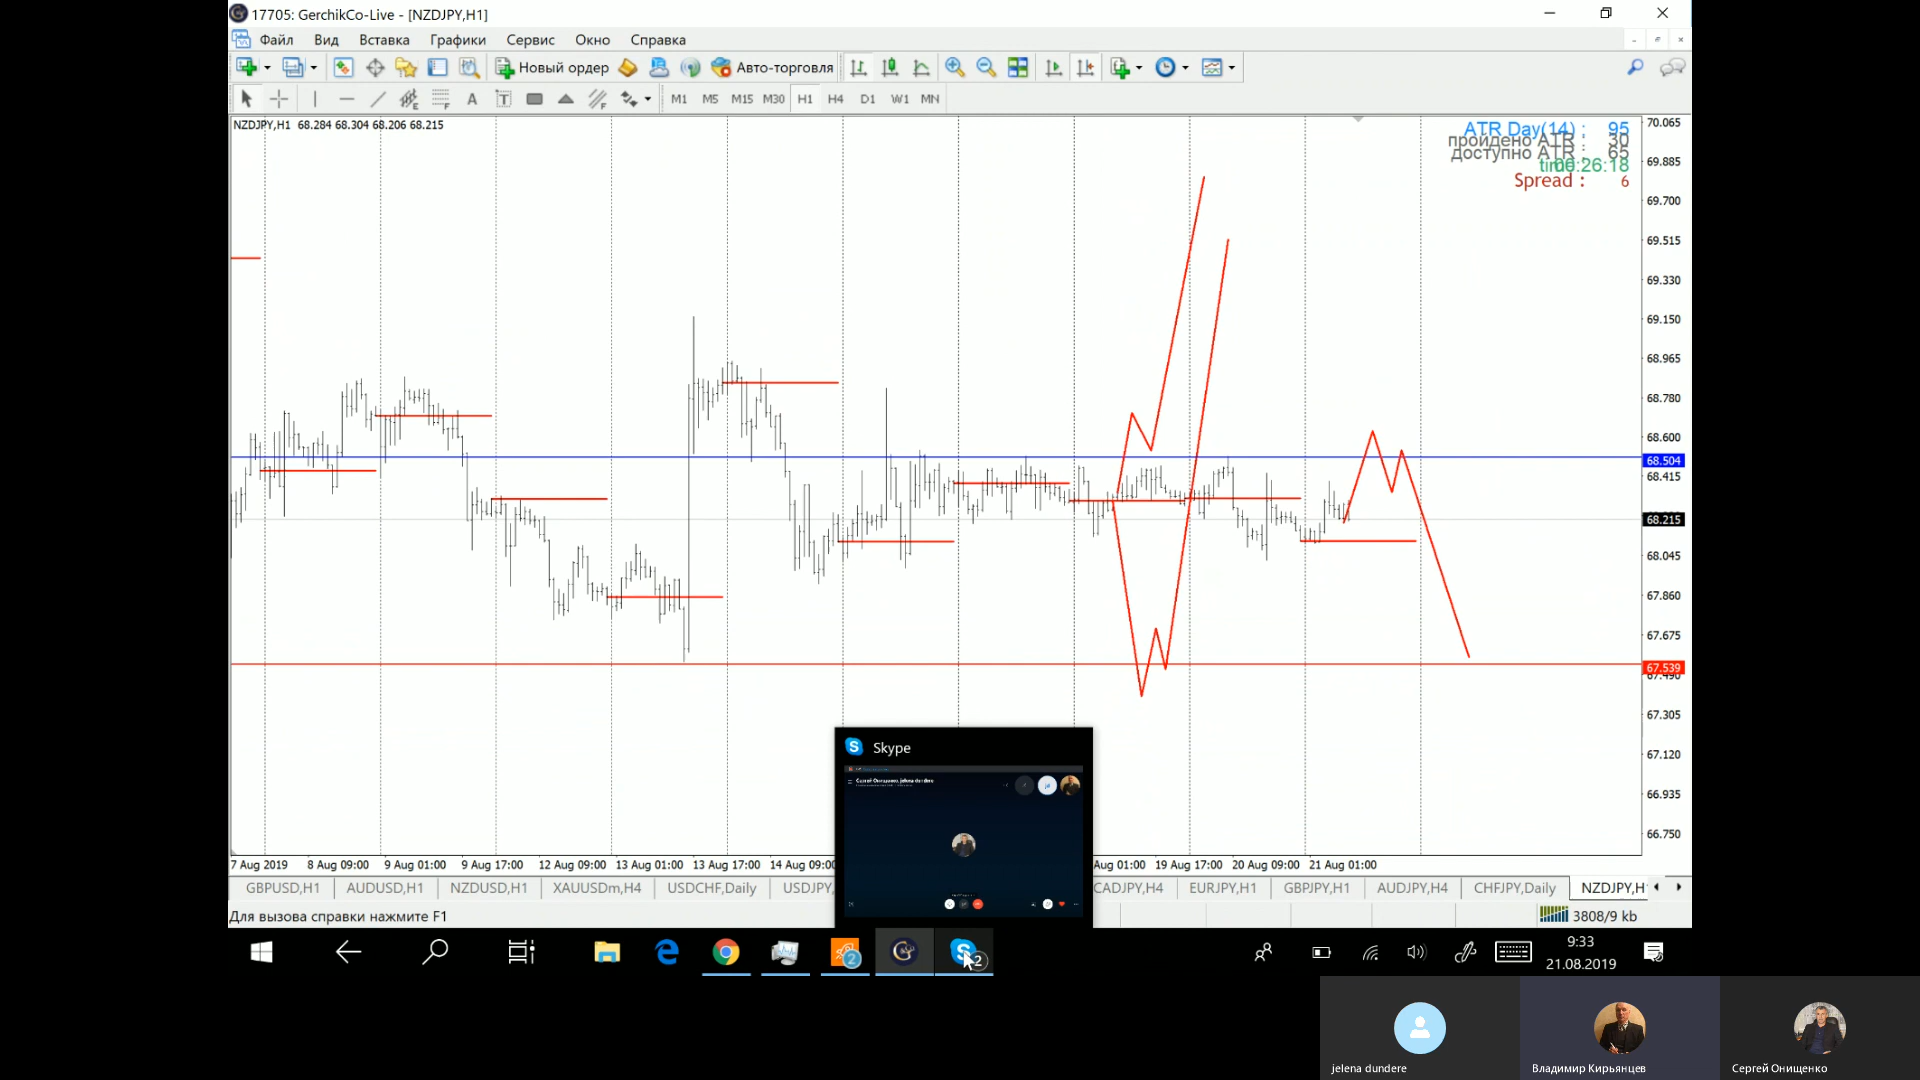 17705: GerchikCo-Live - [NZDJPY,H1]
Файл Вид Вставка Графики Сервис Окно Справка
Новый ордер Авто-торговля
A T M1 M5 M15 M30 H1 H4 D1 W1 MN
NZDJPY,H1 68.284 68.304 68.206 68.215
ATR Day(14) : 95
пройдено ATR : 30
доступно ATR : 65
Spread : 6
70.065
69.885
69.700
69.515
69.330
69.150
68.965
68.780
68.600
68.504
68.415
68.215
68.045
67.860
67.675
67.539
67.490
67.305
67.120
66.935
66.750
Skype
Сергей Онищенко, jelena dundere
7 Aug 2019 8 Aug 09:00 9 Aug 01:00 9 Aug 17:00 12 Aug 09:00 13 Aug 01:00 13 Aug 17:00 14 Aug 09:00 Aug 01:00 19 Aug 17:00 20 Aug 09:00 21 Aug 01:00
GBPUSD,H1 AUDUSD,H1 NZDUSD,H1 XAUUSDm,H4 USDCHF,Daily USDJPY, CADJPY,H4 EURJPY,H1 GBPJPY,H1 AUDJPY,H4 CHFJPY,Daily NZDJPY,H1
Для вызова справки нажмите F1
3808/9 kb
2
2
9:33
21.08.2019
jelena dundere
Владимир Кирьянцев
Сергей Онищенко